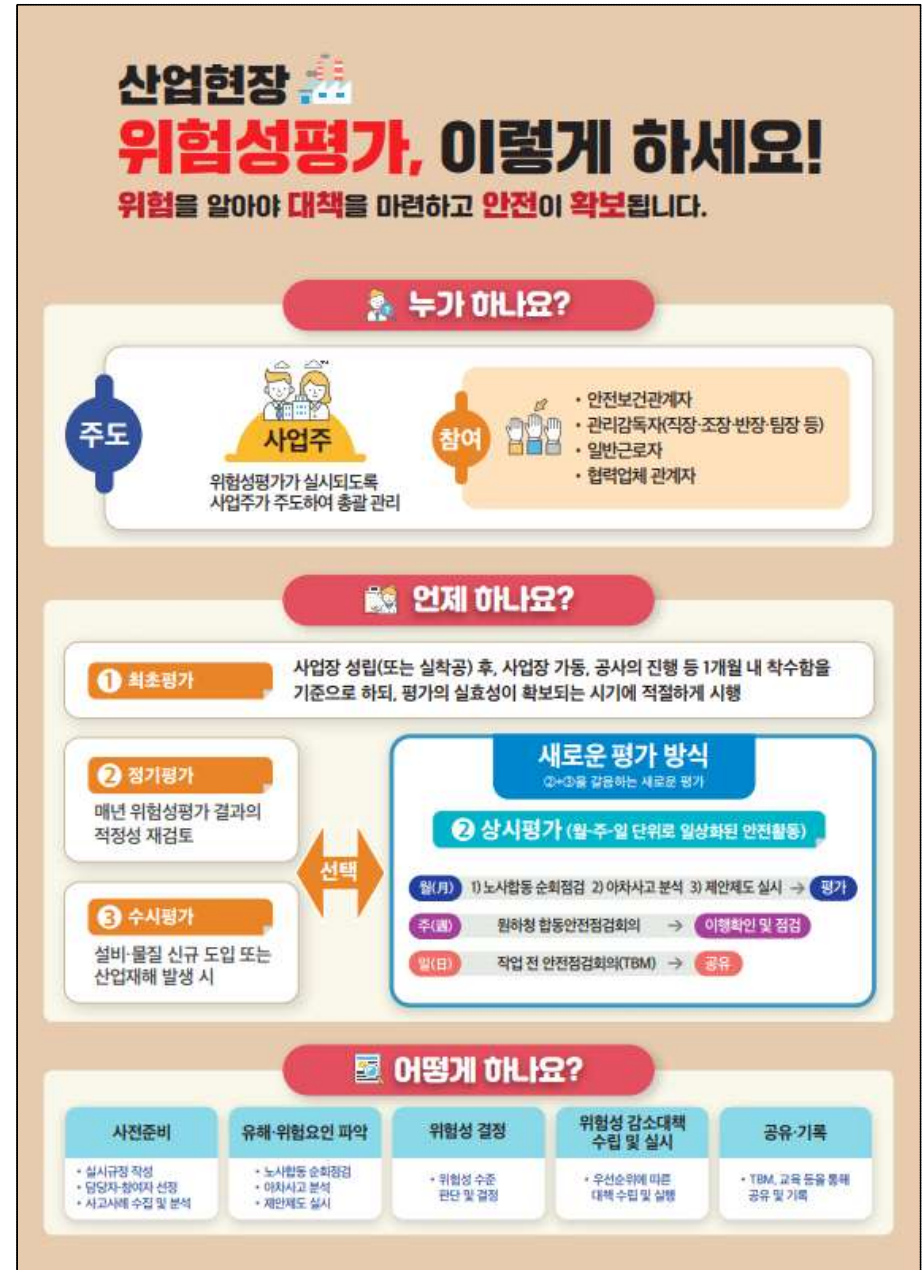 산업현장
위험성평가, 이렇게 하세요!
위험을 알아야 대책을 마련하고 안전이 확보됩니다.
누가 하나요?
주도
사업주
위험성평가가 실시되도록
사업주가 주도하여 총괄 관리
참여
• 안전보건관계자
• 관리감독자(직장·조장·반장·팀장 등)
• 일반근로자
• 협력업체 관계자
언제 하나요?
1 최초평가
사업장 성립(또는 실착공) 후, 사업장 가동, 공사의 진행 등 1개월 내 착수함을
기준으로 하되, 평가의 실효성이 확보되는 시기에 적절하게 시행
2 정기평가
매년 위험성평가 결과의
적정성 재검토
3 수시평가
설비·물질 신규 도입 또는
산업재해 발생 시
선택
새로운 평가 방식
②+③을 갈음하는 새로운 평가
2 상시평가 (월-주-일 단위로 일상화된 안전활동)
월(月) 1) 노사합동 순회점검 2) 아차사고 분석 3) 제안제도 실시 → 평가
주(週) 원하청 합동안전점검회의 → 이행확인 및 점검
일(日) 작업 전 안전점검회의(TBM) → 공유
어떻게 하나요?
사전준비
• 실시규정 작성
• 담당자·참여자 선정
• 사고사례 수집 및 분석
유해·위험요인 파악
• 노사합동 순회점검
• 아차사고 분석
• 제안제도 실시
위험성 결정
• 위험성 수준
판단 및 결정
위험성 감소대책
수립 및 실시
• 우선순위에 따른
대책 수립 및 실행
공유·기록
• TBM, 교육 등을 통해
공유 및 기록